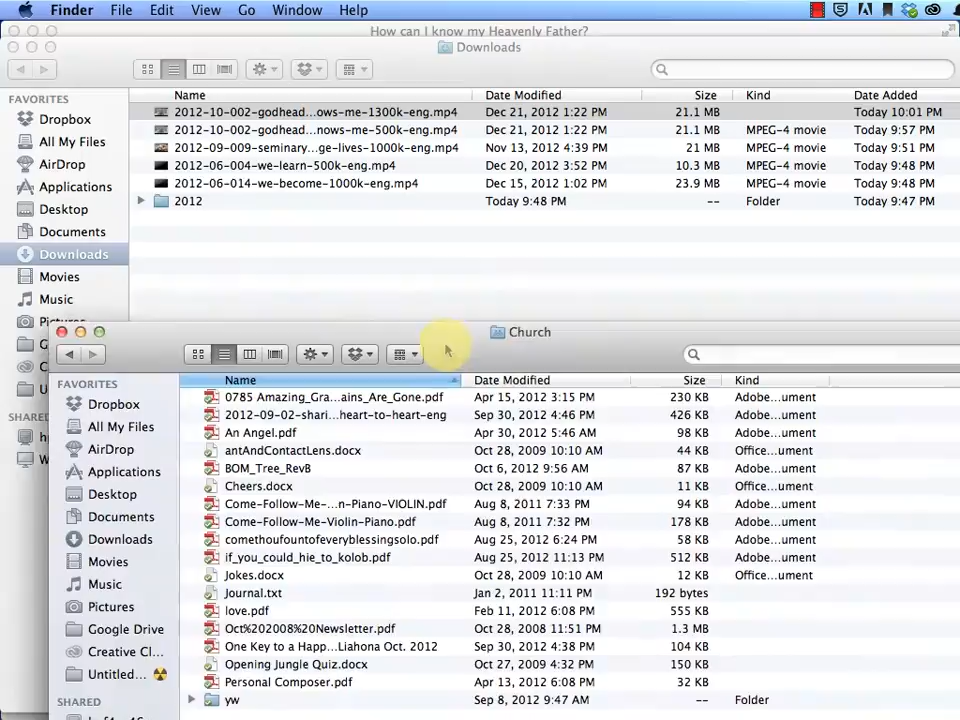 Finder File Edit View Go Window Help
How can I know my Heavenly Father?
Downloads
FAVORITES
Dropbox
All My Files
AirDrop
Applications
Desktop
Documents
Downloads
Movies
Music
SHARED
Name Date Modified Size Kind Date Added
2012-10-002-godhead...ows-me-1300k-eng.mp4 Dec 21, 2012 1:22 PM 21.1 MB Today 10:01 PM
2012-10-002-godhead...nows-me-500k-eng.mp4 Dec 21, 2012 1:22 PM 21.1 MB MPEG-4 movie Today 9:57 PM
2012-09-009-seminary...ge-lives-1000k-eng.mp4 Nov 13, 2012 4:39 PM 21 MB MPEG-4 movie Today 9:51 PM
2012-06-004-we-learn-500k-eng.mp4 Dec 20, 2012 3:52 PM 10.3 MB MPEG-4 movie Today 9:48 PM
2012-06-014-we-become-1000k-eng.mp4 Dec 15, 2012 1:02 PM 23.9 MB MPEG-4 movie Today 9:48 PM
2012 Today 9:48 PM -- Folder Today 9:47 PM
Church
FAVORITES
Dropbox
All My Files
AirDrop
Applications
Desktop
Documents
Downloads
Movies
Music
Pictures
Google Drive
Creative Cl...
Untitled...
SHARED
Name Date Modified Size Kind
0785 Amazing_Gra...ains_Are_Gone.pdf Apr 15, 2012 3:15 PM 230 KB Adobe...ument
2012-09-02-shari...heart-to-heart-eng Sep 30, 2012 4:46 PM 426 KB Adobe...ument
An Angel.pdf Apr 30, 2012 5:46 AM 98 KB Adobe...ument
antAndContactLens.docx Oct 28, 2009 10:10 AM 44 KB Office...ument
BOM_Tree_RevB Oct 6, 2012 9:56 AM 87 KB Adobe...ument
Cheers.docx Oct 28, 2009 10:10 AM 11 KB Office...ument
Come-Follow-Me-...n-Piano-VIOLIN.pdf Aug 8, 2011 7:33 PM 94 KB Adobe...ument
Come-Follow-Me-Violin-Piano.pdf Aug 8, 2011 7:32 PM 178 KB Adobe...ument
comethoufountofeveryblessingsolo.pdf Aug 25, 2012 6:24 PM 58 KB Adobe...ument
if_you_could_hie_to_kolob.pdf Aug 25, 2012 11:13 PM 512 KB Adobe...ument
Jokes.docx Oct 28, 2009 10:10 AM 12 KB Office...ument
Journal.txt Jan 2, 2011 11:11 PM 192 bytes
love.pdf Feb 11, 2012 6:08 PM 555 KB
Oct%202008%20Newsletter.pdf Oct 28, 2008 11:51 PM 1.3 MB
One Key to a Happ...Liahona Oct. 2012 Sep 30, 2012 4:38 PM 104 KB
Opening Jungle Quiz.docx Oct 27, 2009 4:32 PM 150 KB
Personal Composer.pdf Apr 13, 2012 6:08 PM 32 KB
yw Sep 8, 2012 9:47 AM -- Folder